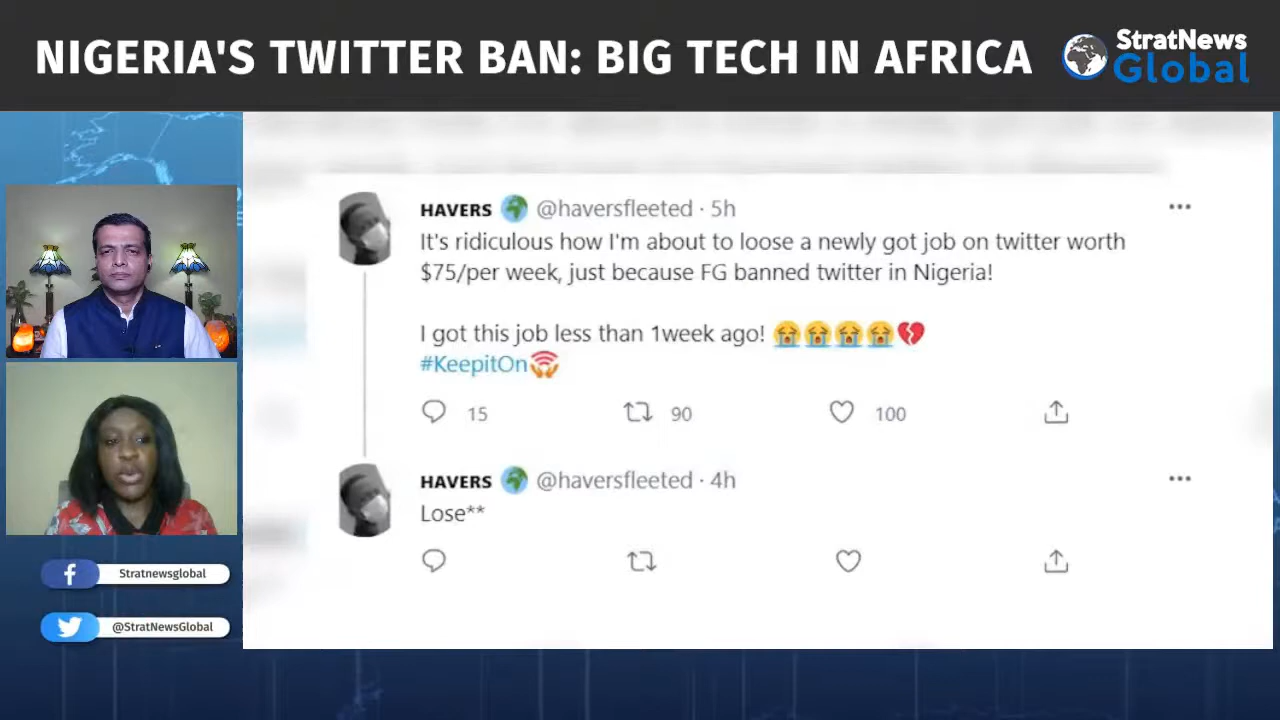 NIGERIA'S TWITTER BAN: BIG TECH IN AFRICA
StratNews
Global
HAVERS 🌍 @haversfleeted · 5h
It's ridiculous how I'm about to loose a newly got job on twitter worth
$75/per week, just because FG banned twitter in Nigeria!
I got this job less than 1week ago! 😭😭😭😭💔
#KeepitOn
15 90 100
HAVERS 🌍 @haversfleeted · 4h
Lose**
Stratnewsglobal
@StratNewsGlobal